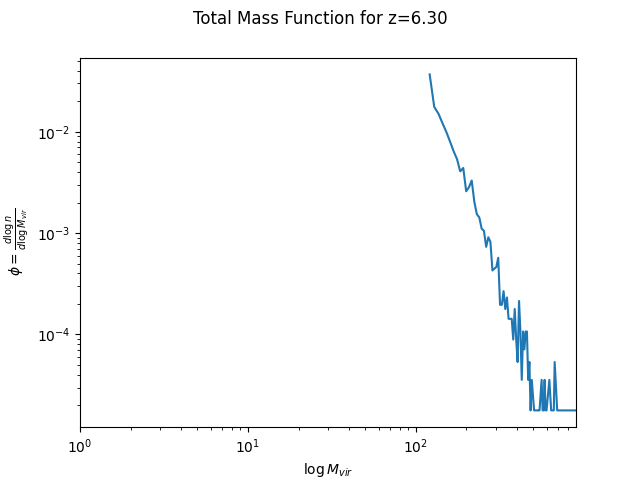 Total Mass Function for z=6.30
10⁻²
10⁻³
10⁻⁴
ϕ = d log n / d log M_vir
10⁰ 10¹ 10²
log M_vir